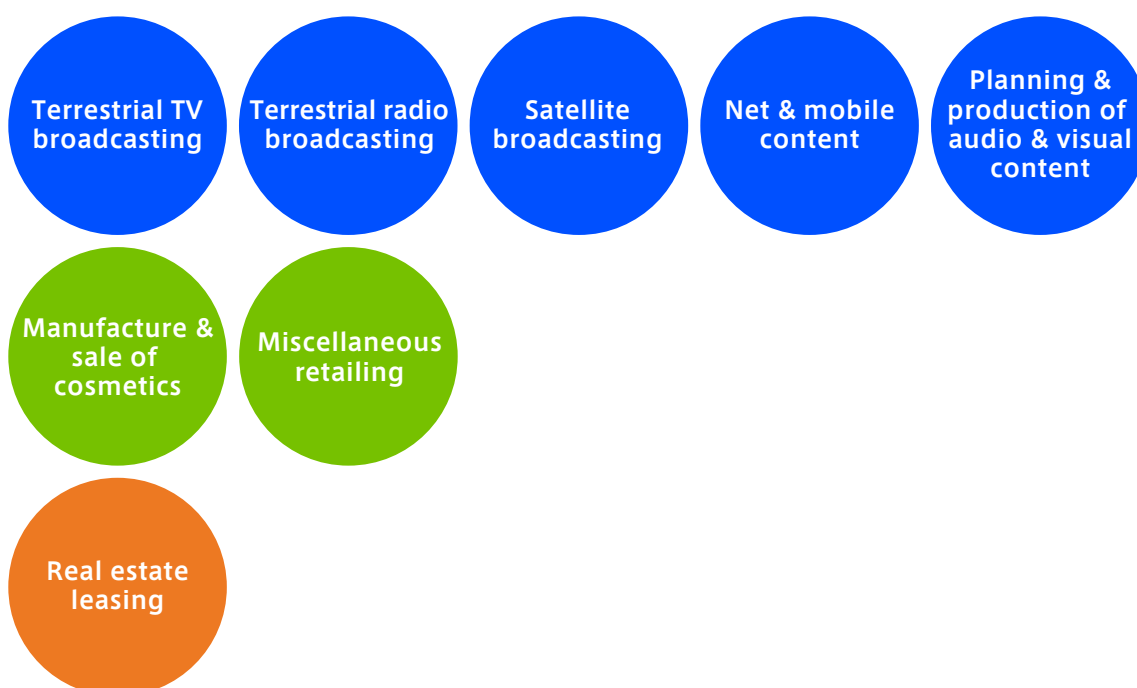 Terrestrial TV
broadcasting
Terrestrial radio
broadcasting
Satellite
broadcasting
Net & mobile
content
Planning &
production of
audio & visual
content
Manufacture &
sale of
cosmetics
Miscellaneous
retailing
Real estate
leasing